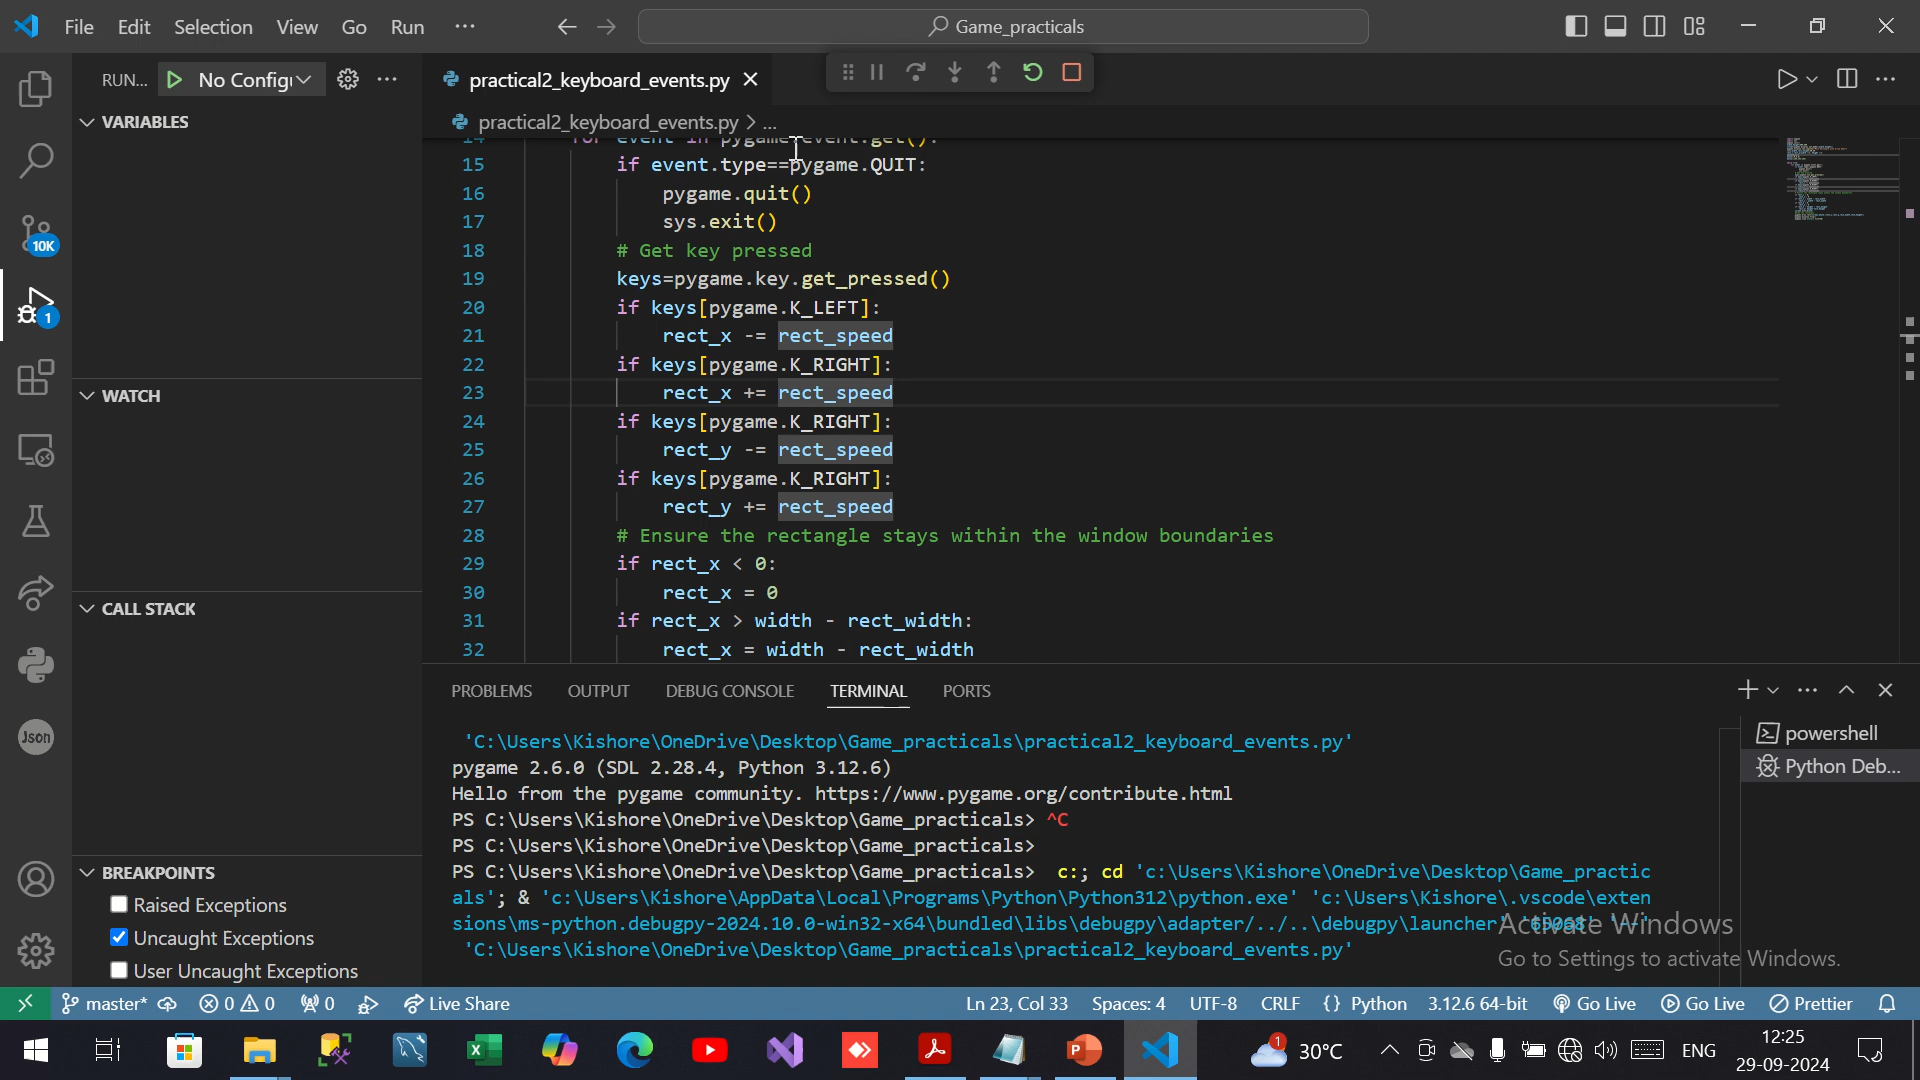 File Edit Selection View Go Run ··· Game_practicals
RUN... No Config practical2_keyboard_events.py
practical2_keyboard_events.py > ...
VARIABLES
WATCH
CALL STACK
BREAKPOINTS
Raised Exceptions
Uncaught Exceptions
User Uncaught Exceptions
10K
1
Json
14 for event in pygame.event.get():
15 if event.type==pygame.QUIT:
16 pygame.quit()
17 sys.exit()
18 # Get key pressed
19 keys=pygame.key.get_pressed()
20 if keys[pygame.K_LEFT]:
21 rect_x -= rect_speed
22 if keys[pygame.K_RIGHT]:
23 rect_x += rect_speed
24 if keys[pygame.K_RIGHT]:
25 rect_y -= rect_speed
26 if keys[pygame.K_RIGHT]:
27 rect_y += rect_speed
28 # Ensure the rectangle stays within the window boundaries
29 if rect_x < 0:
30 rect_x = 0
31 if rect_x > width - rect_width:
32 rect_x = width - rect_width
PROBLEMS OUTPUT DEBUG CONSOLE TERMINAL PORTS
powershell
Python Deb...
'C:\Users\Kishore\OneDrive\Desktop\Game_practicals\practical2_keyboard_events.py'
pygame 2.6.0 (SDL 2.28.4, Python 3.12.6)
Hello from the pygame community. https://www.pygame.org/contribute.html
PS C:\Users\Kishore\OneDrive\Desktop\Game_practicals> ^C
PS C:\Users\Kishore\OneDrive\Desktop\Game_practicals>
PS C:\Users\Kishore\OneDrive\Desktop\Game_practicals> c:; cd 'c:\Users\Kishore\OneDrive\Desktop\Game_practic
als'; & 'c:\Users\Kishore\AppData\Local\Programs\Python\Python312\python.exe' 'c:\Users\Kishore\.vscode\exten
sions\ms-python.debugpy-2024.10.0-win32-x64\bundled\libs\debugpy\adapter/../..\debugpy\launcher'
'C:\Users\Kishore\OneDrive\Desktop\Game_practicals\practical2_keyboard_events.py'
Activate Windows
Go to Settings to activate Windows.
master* 0 0 0 Live Share Ln 23, Col 33 Spaces: 4 UTF-8 CRLF {} Python 3.12.6 64-bit Go Live Go Live Prettier
1 30°C ENG 12:25
29-09-2024